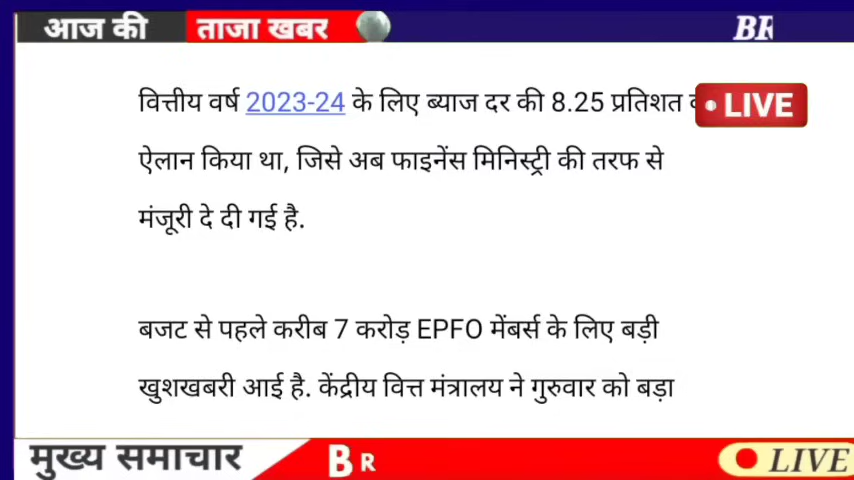 आज की ताजा खबर BR
वित्तीय वर्ष 2023-24 के लिए ब्याज दर की 8.25 प्रतिशत
LIVE
ऐलान किया था, जिसे अब फाइनेंस मिनिस्ट्री की तरफ से
मंजूरी दे दी गई है.
बजट से पहले करीब 7 करोड़ EPFO मेंबर्स के लिए बड़ी
खुशखबरी आई है. केंद्रीय वित्त मंत्रालय ने गुरुवार को बड़ा
मुख्य समाचार BR LIVE